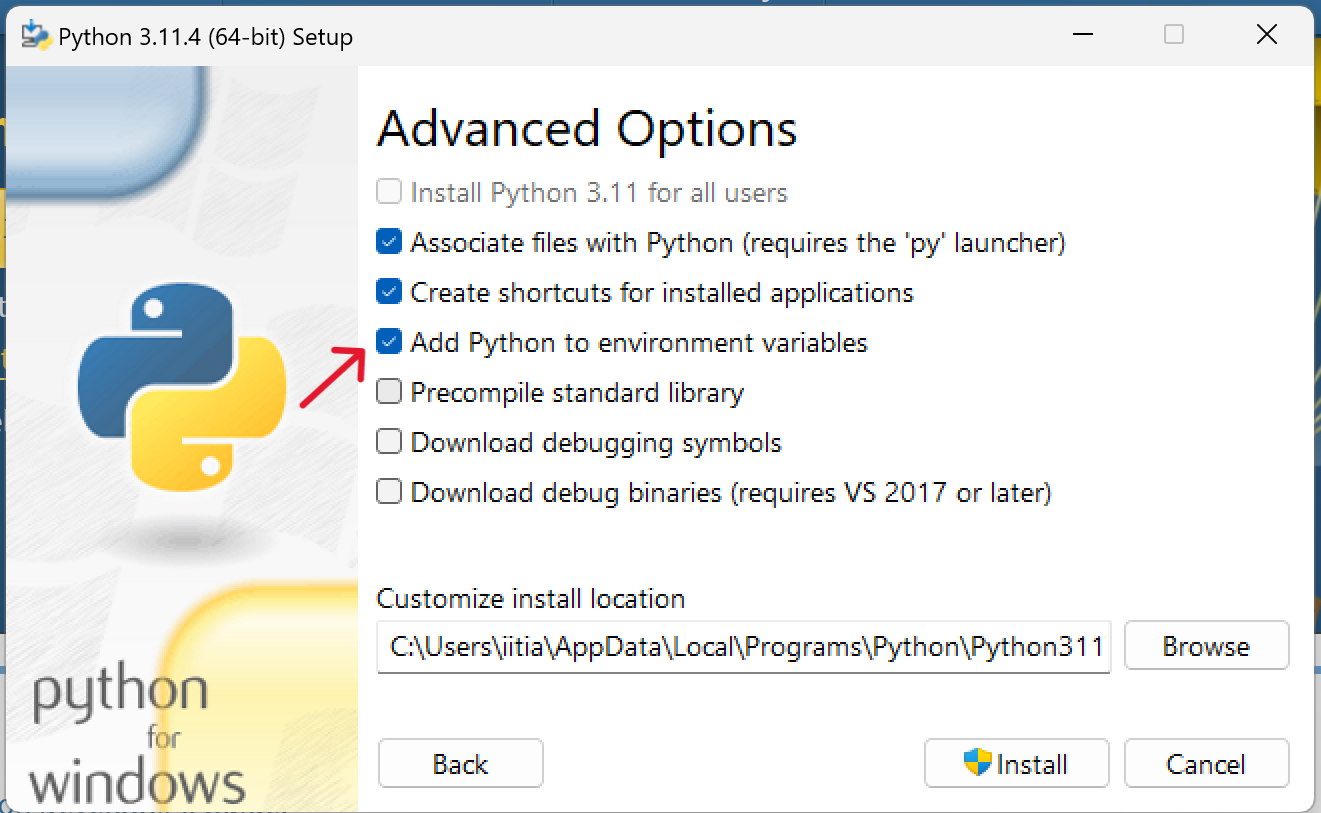 Python 3.11.4 (64-bit) Setup
Advanced Options
Install Python 3.11 for all users
Associate files with Python (requires the 'py' launcher)
Create shortcuts for installed applications
Add Python to environment variables
Precompile standard library
Download debugging symbols
Download debug binaries (requires VS 2017 or later)
Customize install location
C:\Users\iitia\AppData\Local\Programs\Python\Python311
Browse
python
for
windows
Back
Install
Cancel